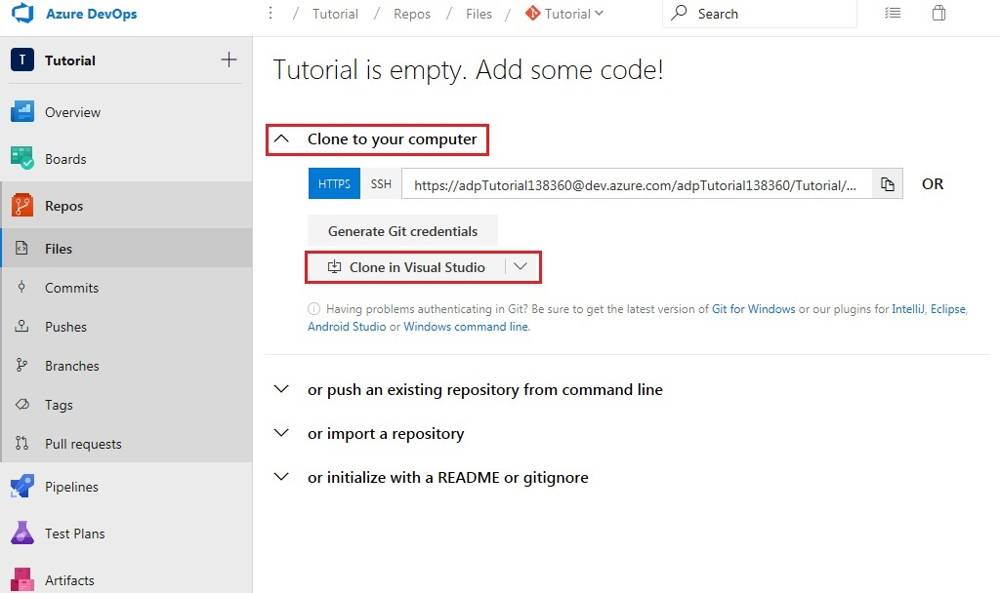 Azure DevOps
/ Tutorial / Repos / Files / Tutorial
Search
T Tutorial
Overview
Boards
Repos
Files
Commits
Pushes
Branches
Tags
Pull requests
Pipelines
Test Plans
Artifacts
Tutorial is empty. Add some code!
Clone to your computer
HTTPS SSH https://adpTutorial138360@dev.azure.com/adpTutorial138360/Tutorial/... OR
Generate Git credentials
Clone in Visual Studio
Having problems authenticating in Git? Be sure to get the latest version of Git for Windows or our plugins for IntelliJ, Eclipse,
Android Studio or Windows command line.
or push an existing repository from command line
or import a repository
or initialize with a README or gitignore